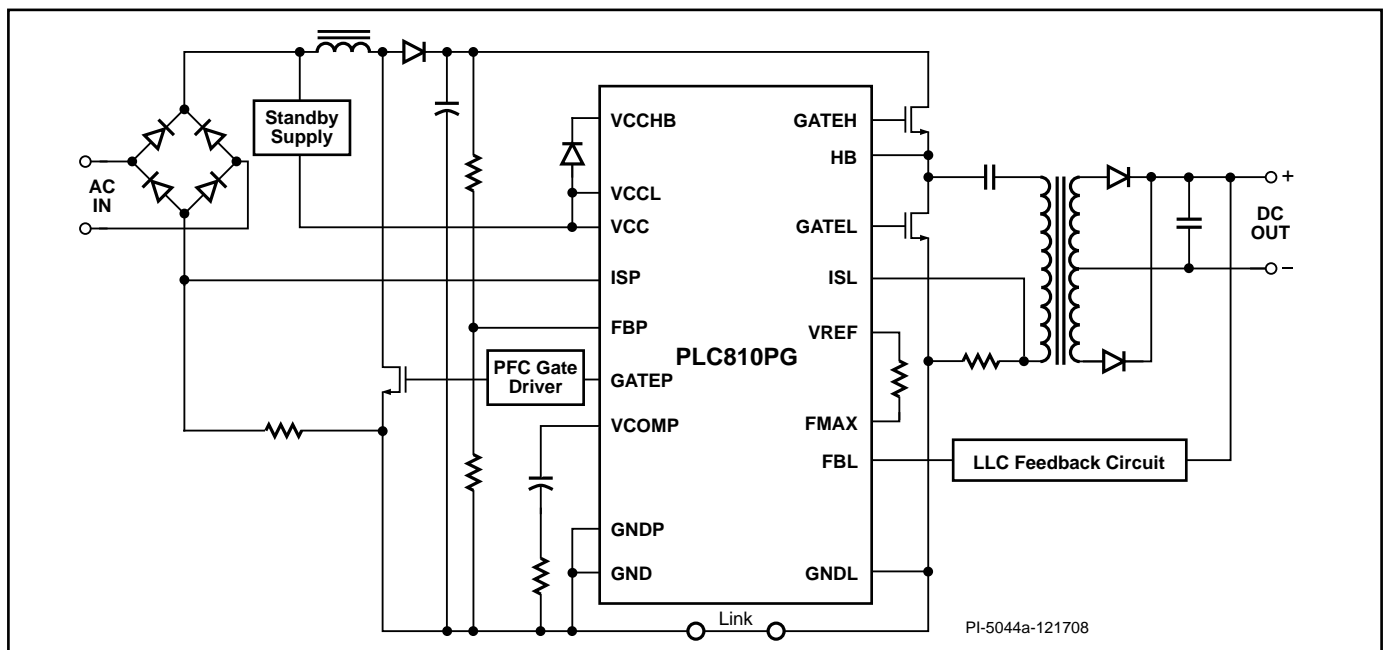 Standby
Supply
AC
IN
VCCHB
VCCL
VCC
ISP
FBP
PFC Gate
Driver
GATEP
VCOMP
GNDP
GND
PLC810PG
GATEH
HB
GATEL
ISL
VREF
FMAX
FBL
GNDL
LLC Feedback Circuit
+
DC
OUT
−
Link
PI-5044a-121708